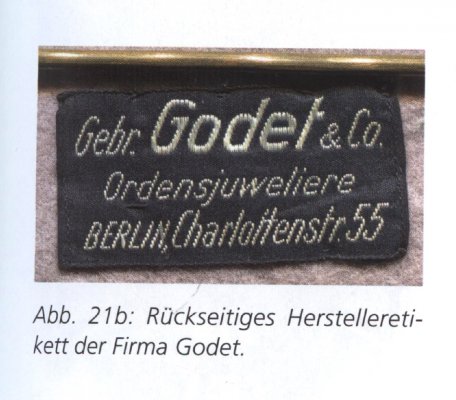 Gebr. Godet & Co.
Ordensjuweliere
BERLIN, Charlottenstr. 55
Abb. 21b: Rückseitiges Herstellereti-
kett der Firma Godet.